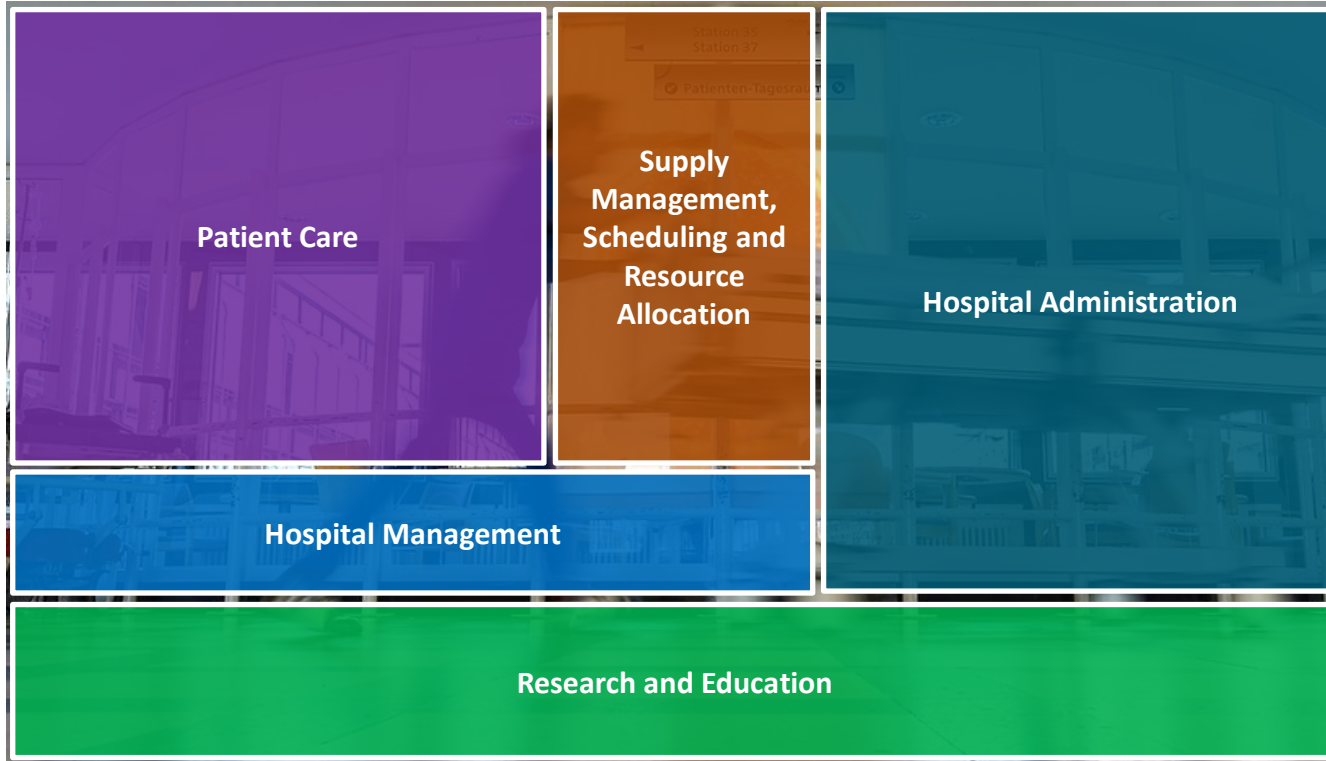 Station 35
Station 37
Patienten-Tagesraum
Patient Care
Supply
Management,
Scheduling and
Resource
Allocation
Hospital Administration
Hospital Management
Research and Education